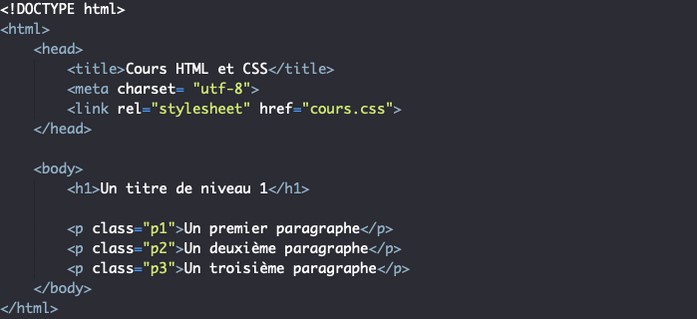 <!DOCTYPE html>
<html>
<head>
<title>Cours HTML et CSS</title>
<meta charset= "utf-8">
<link rel="stylesheet" href="cours.css">
</head>
<body>
<h1>Un titre de niveau 1</h1>
<p class="p1">Un premier paragraphe</p>
<p class="p2">Un deuxième paragraphe</p>
<p class="p3">Un troisième paragraphe</p>
</body>
</html>